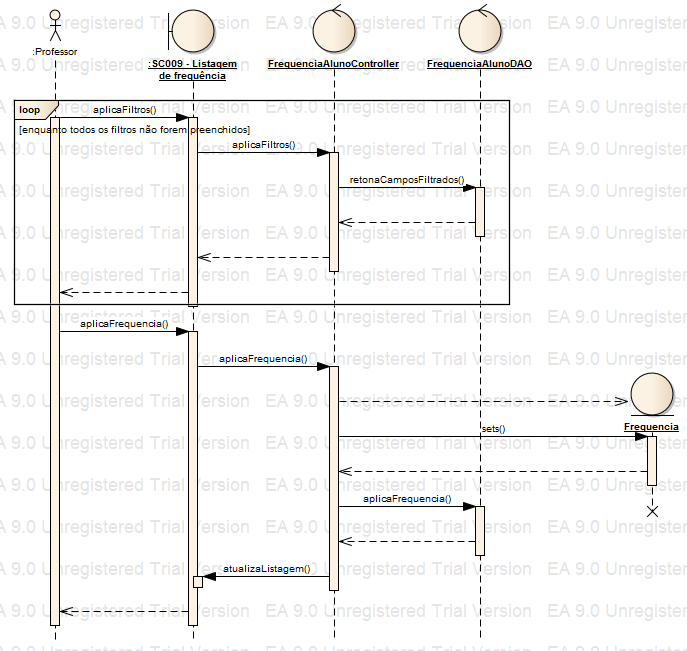 :Professor
:SC009 - Listagem
de frequência
FrequenciaAlunoController
FrequenciaAlunoDAO
loop
aplicaFiltros()
[enquanto todos os filtros não forem preenchidos]
aplicaFiltros()
retonaCamposFiltrados()
aplicaFrequencia()
aplicaFrequencia()
Frequencia
sets()
aplicaFrequencia()
atualizaListagem()
EA 9.0 Unregistered Trial Version